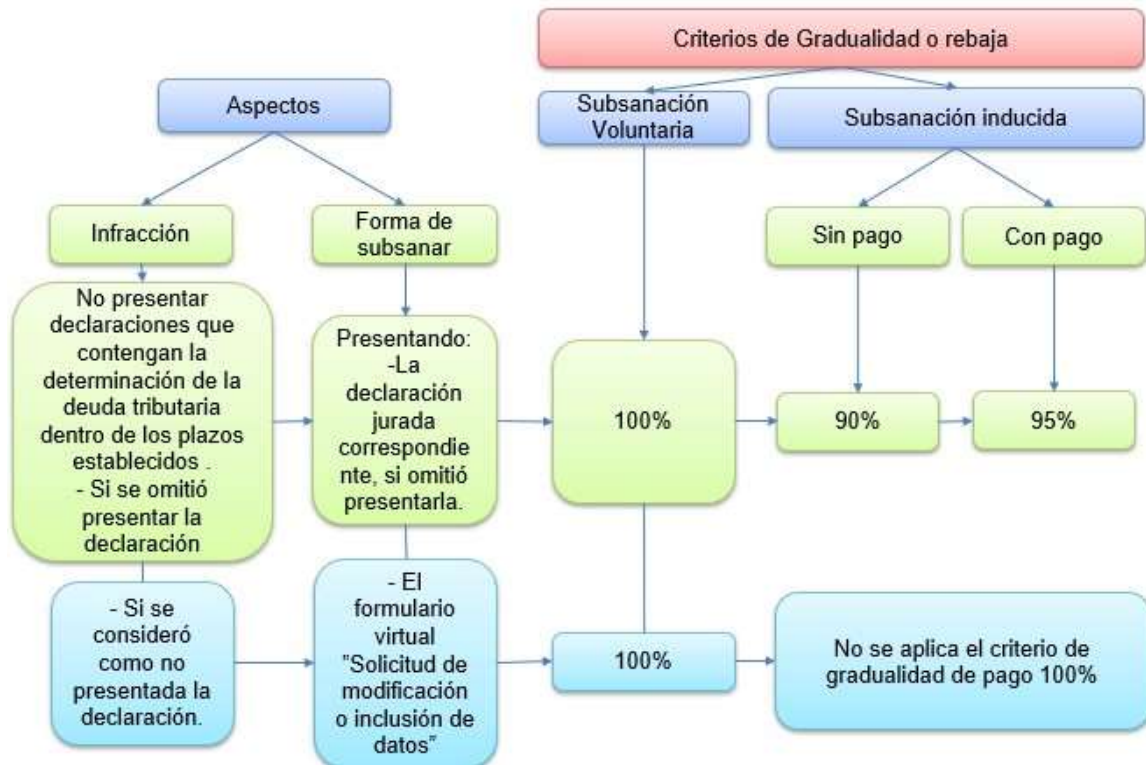 Criterios de Gradualidad o rebaja
Aspectos
Subsanación
Voluntaria
Subsanación inducida
Infracción
Forma de
subsanar
Sin pago
Con pago
No presentar
declaraciones que
contengan la
determinación de la
deuda tributaria
dentro de los plazos
establecidos .
- Si se omitió
presentar la
declaración
Presentando:
-La
declaración
jurada
correspondie
nte, si omitió
presentarla.
100%
90%
95%
- Si se
consideró
como no
presentada la
declaración.
- El
formulario
virtual
”Solicitud de
modificación
o inclusión de
datos”
100%
No se aplica el criterio de
gradualidad de pago 100%